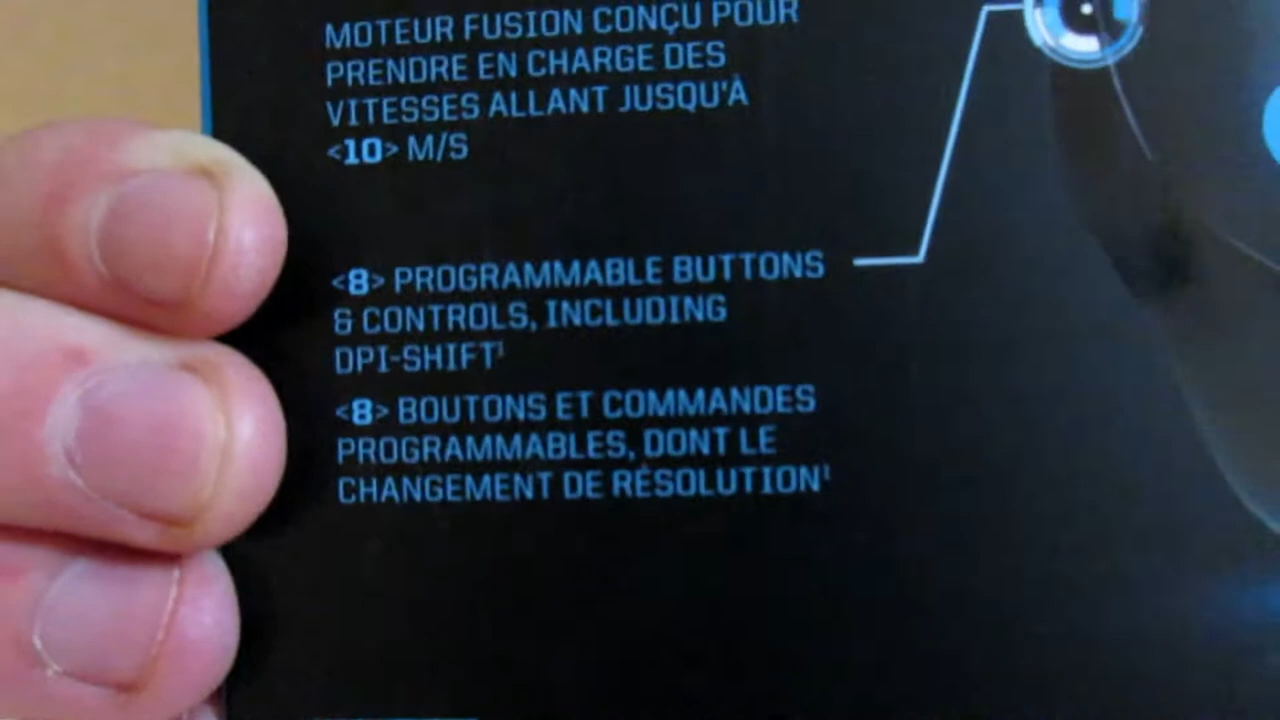 MOTEUR FUSION CONÇU POUR
PRENDRE EN CHARGE DES
VITESSES ALLANT JUSQU'À
<10> M/S
<8> PROGRAMMABLE BUTTONS
& CONTROLS, INCLUDING
DPI-SHIFT¹
<8> BOUTONS ET COMMANDES
PROGRAMMABLES, DONT LE
CHANGEMENT DE RÉSOLUTION¹